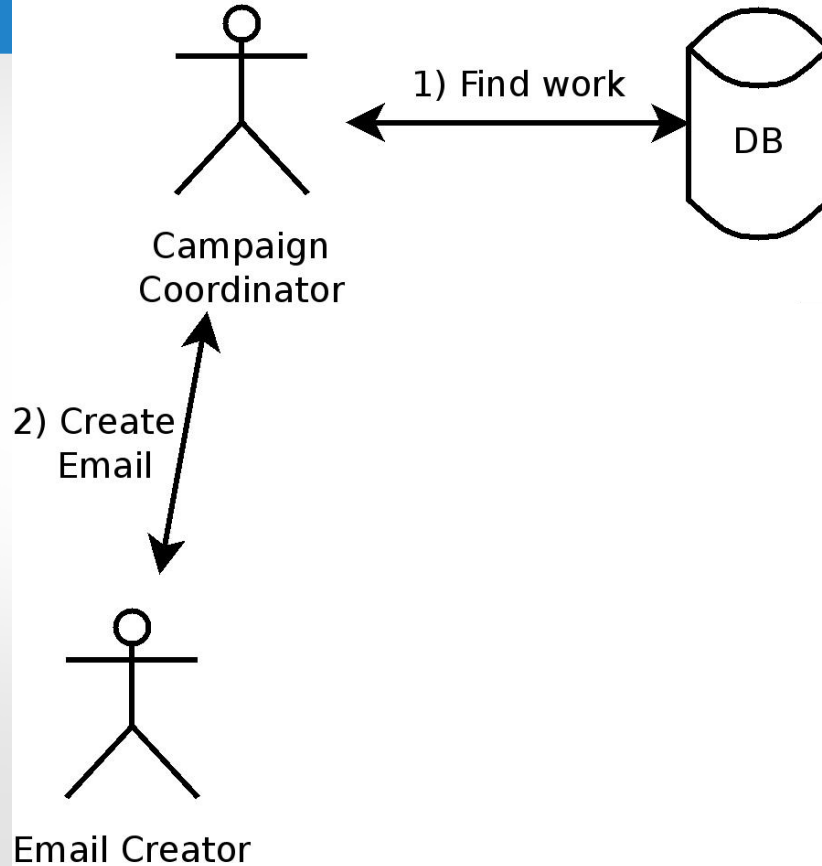 1) Find work
DB
Campaign
Coordinator
2) Create
Email
Email Creator